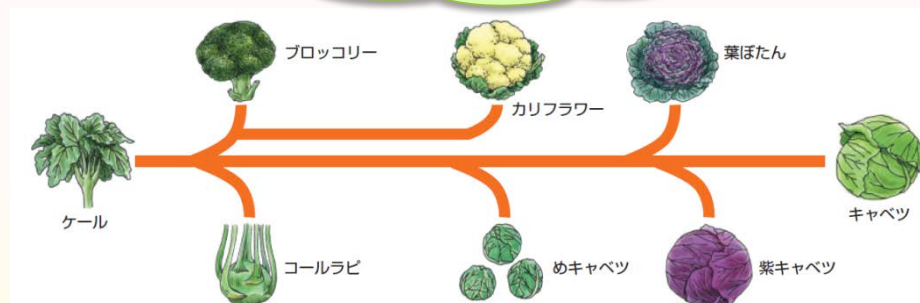 ブロッコリー
カリフラワー
葉ぼたん
ケール
キャベツ
コールラビ
めキャベツ
紫キャベツ